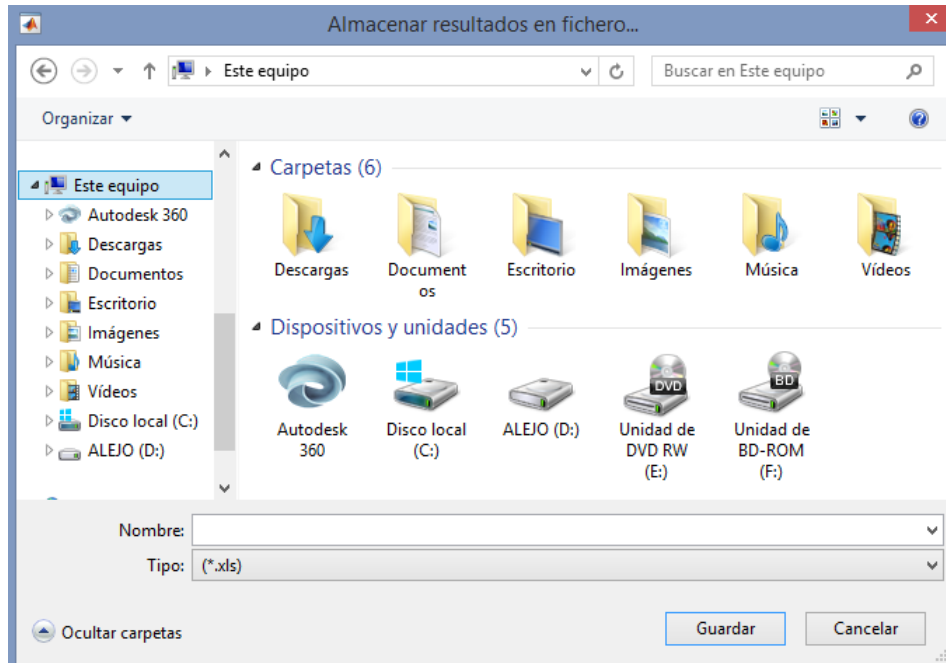 Almacenar resultados en fichero...
Este equipo
Buscar en Este equipo
Organizar
Este equipo
Autodesk 360
Descargas
Documentos
Escritorio
Imágenes
Música
Vídeos
Disco local (C:)
ALEJO (D:)
Carpetas (6)
Descargas
Document
os
Escritorio
Imágenes
Música
Vídeos
Dispositivos y unidades (5)
Autodesk
360
Disco local
(C:)
ALEJO (D:)
DVD
Unidad de
DVD RW
(E:)
BD
Unidad de
BD-ROM
(F:)
Nombre:
Tipo: (*.xls)
Ocultar carpetas
Guardar
Cancelar